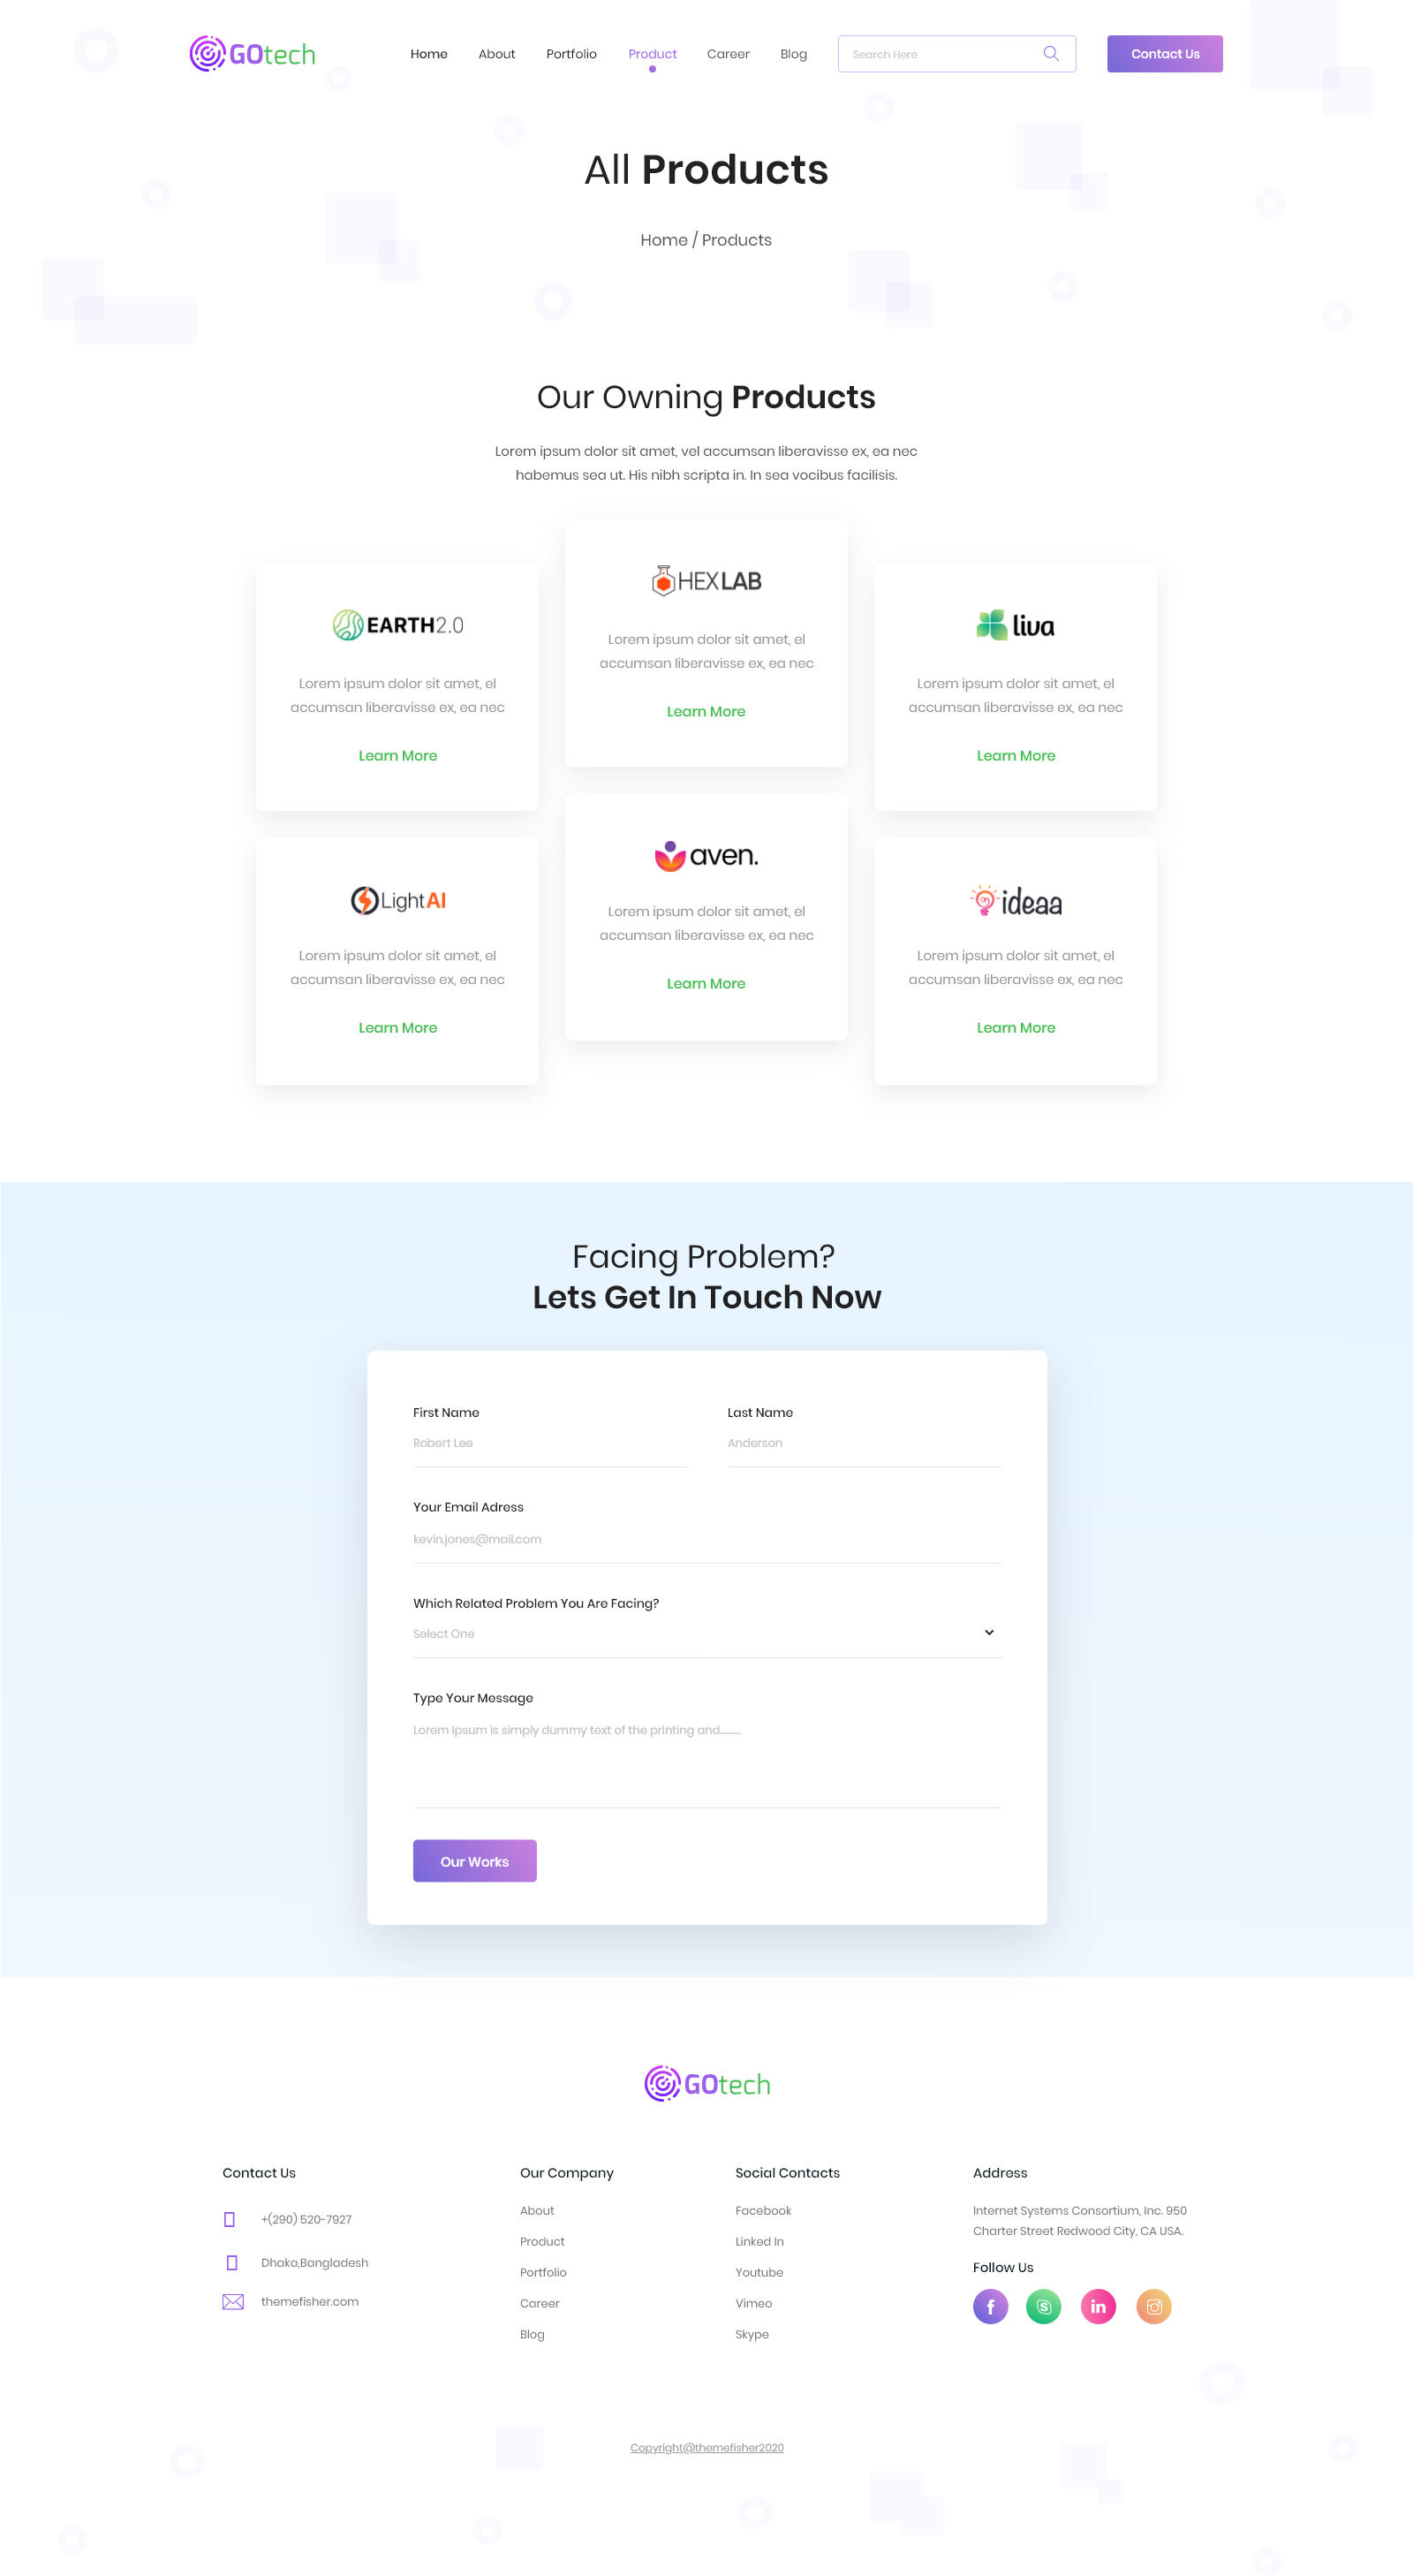 GOtech
Home About Portfolio Product Career Blog Search Here Contact Us
All Products
Home / Products
Our Owning Products
Lorem ipsum dolor sit amet, vel accumsan liberavisse ex, ea nec
habemus sea ut. His nibh scripta in. In sea vocibus facilisis.
EARTH2.0
Lorem ipsum dolor sit amet, el
accumsan liberavisse ex, ea nec
Learn More
HEXLAB
Lorem ipsum dolor sit amet, el
accumsan liberavisse ex, ea nec
Learn More
liva
Lorem ipsum dolor sit amet, el
accumsan liberavisse ex, ea nec
Learn More
LightAI
Lorem ipsum dolor sit amet, el
accumsan liberavisse ex, ea nec
Learn More
aven.
Lorem ipsum dolor sit amet, el
accumsan liberavisse ex, ea nec
Learn More
ideaa
Lorem ipsum dolor sit amet, el
accumsan liberavisse ex, ea nec
Learn More
Facing Problem?
Lets Get In Touch Now
First Name
Robert Lee
Last Name
Anderson
Your Email Adress
kevin.jones@mail.com
Which Related Problem You Are Facing?
Select One
Type Your Message
Lorem Ipsum is simply dummy text of the printing and..........
Our Works
GOtech
Contact Us
+(290) 520-7927
Dhaka,Bangladesh
themefisher.com
Our Company
About
Product
Portfolio
Career
Blog
Social Contacts
Facebook
Linked In
Youtube
Vimeo
Skype
Address
Internet Systems Consortium, Inc. 950
Charter Street Redwood City, CA USA.
Follow Us
Copyright@themefisher2020